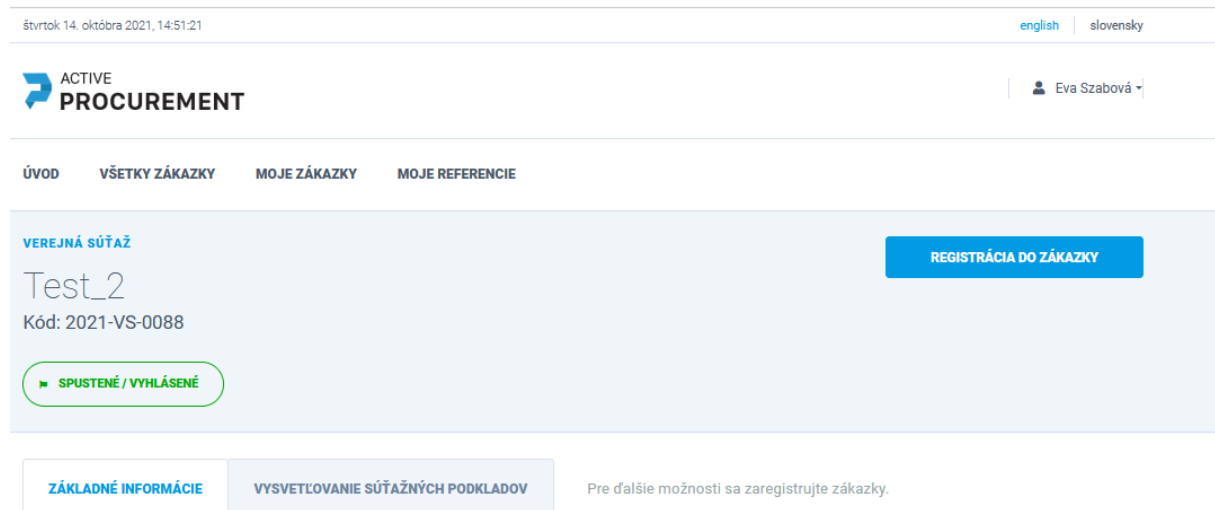 štvrtok 14. októbra 2021, 14:51:21
english
slovensky
ACTIVE
PROCUREMENT
Eva Szabová
ÚVOD
VŠETKY ZÁKAZKY
MOJE ZÁKAZKY
MOJE REFERENCIE
VEREJNÁ SÚŤAŽ
REGISTRÁCIA DO ZÁKAZKY
Test_2
Kód: 2021-VS-0088
SPUSTENÉ / VYHLÁSENÉ
ZÁKLADNÉ INFORMÁCIE
VYSVETĽOVANIE SÚŤAŽNÝCH PODKLADOV
Pre ďalšie možnosti sa zaregistrujte zákazky.